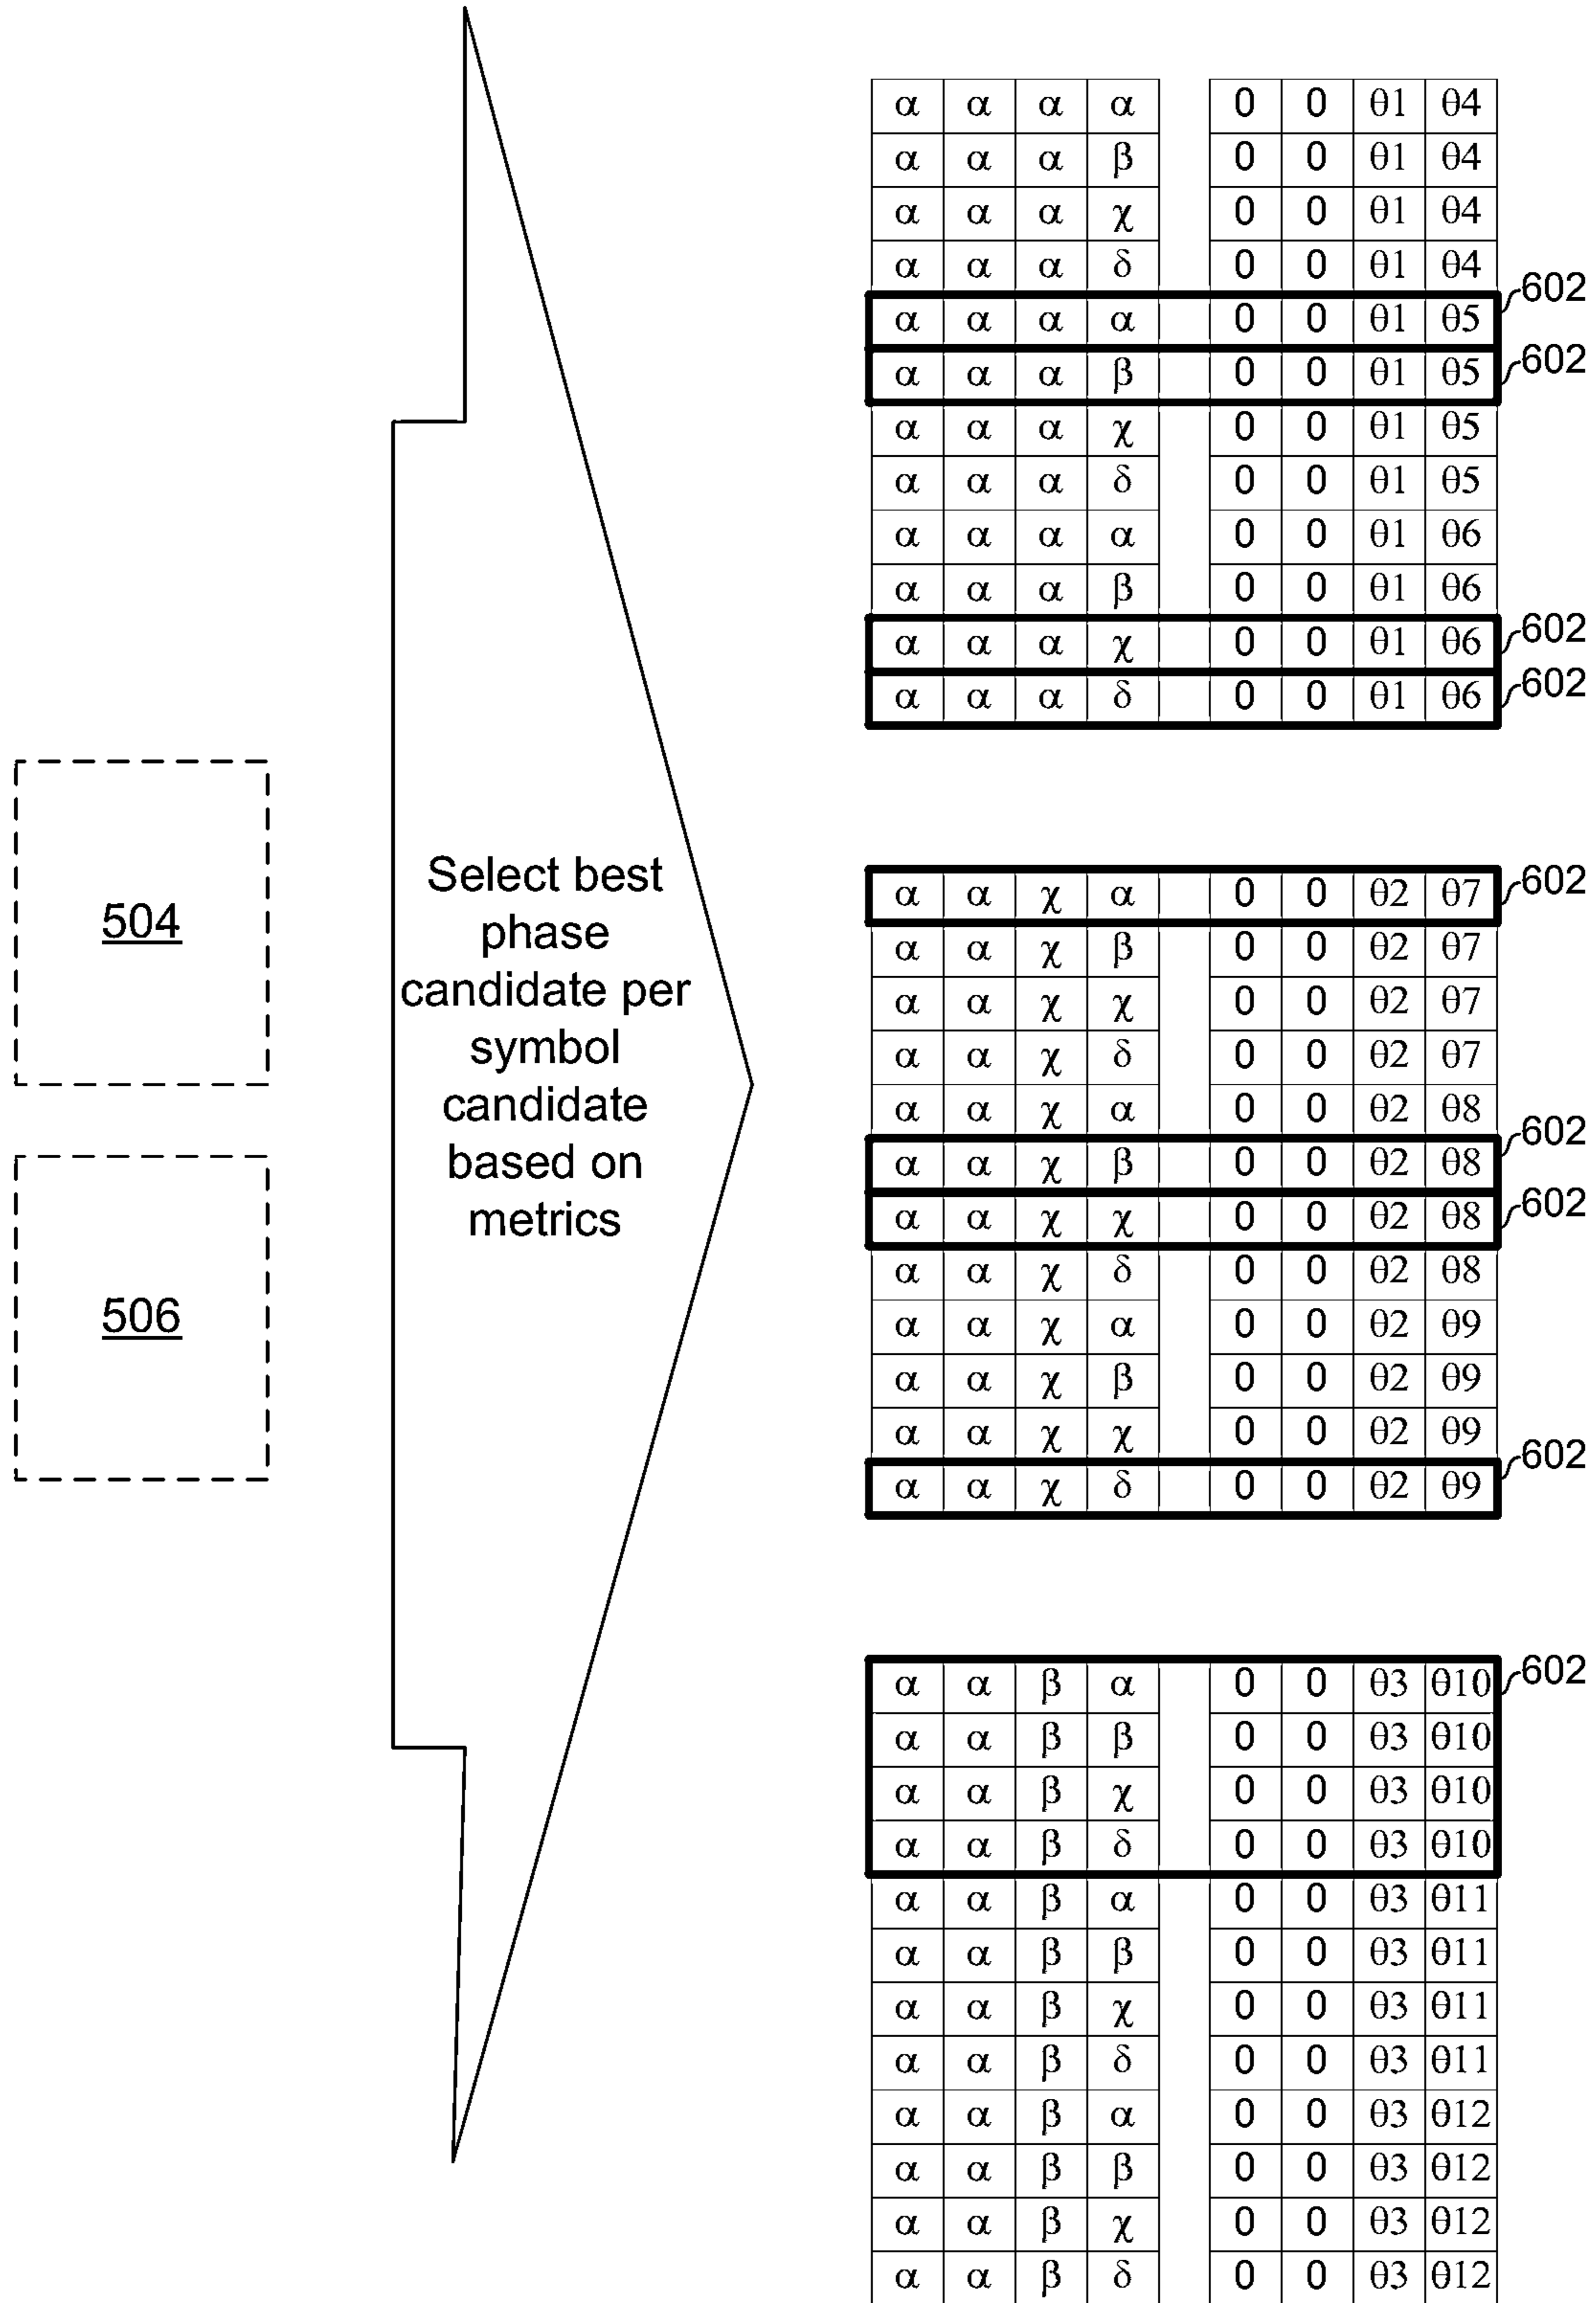 504
506
Select best
phase
candidate per
symbol
candidate
based on
metrics
α α α α 0 0 θ1 θ4
α α α β 0 0 θ1 θ4
α α α χ 0 0 θ1 θ4
α α α δ 0 0 θ1 θ4
α α α α 0 0 θ1 θ5 602
α α α β 0 0 θ1 θ5 602
α α α χ 0 0 θ1 θ5
α α α δ 0 0 θ1 θ5
α α α α 0 0 θ1 θ6
α α α β 0 0 θ1 θ6
α α α χ 0 0 θ1 θ6 602
α α α δ 0 0 θ1 θ6 602
α α χ α 0 0 θ2 θ7 602
α α χ β 0 0 θ2 θ7
α α χ χ 0 0 θ2 θ7
α α χ δ 0 0 θ2 θ7
α α χ α 0 0 θ2 θ8
α α χ β 0 0 θ2 θ8 602
α α χ χ 0 0 θ2 θ8 602
α α χ δ 0 0 θ2 θ8
α α χ α 0 0 θ2 θ9
α α χ β 0 0 θ2 θ9
α α χ χ 0 0 θ2 θ9
α α χ δ 0 0 θ2 θ9 602
α α β α 0 0 θ3 θ10 602
α α β β 0 0 θ3 θ10
α α β χ 0 0 θ3 θ10
α α β δ 0 0 θ3 θ10
α α β α 0 0 θ3 θ11
α α β β 0 0 θ3 θ11
α α β χ 0 0 θ3 θ11
α α β δ 0 0 θ3 θ11
α α β α 0 0 θ3 θ12
α α β β 0 0 θ3 θ12
α α β χ 0 0 θ3 θ12
α α β δ 0 0 θ3 θ12